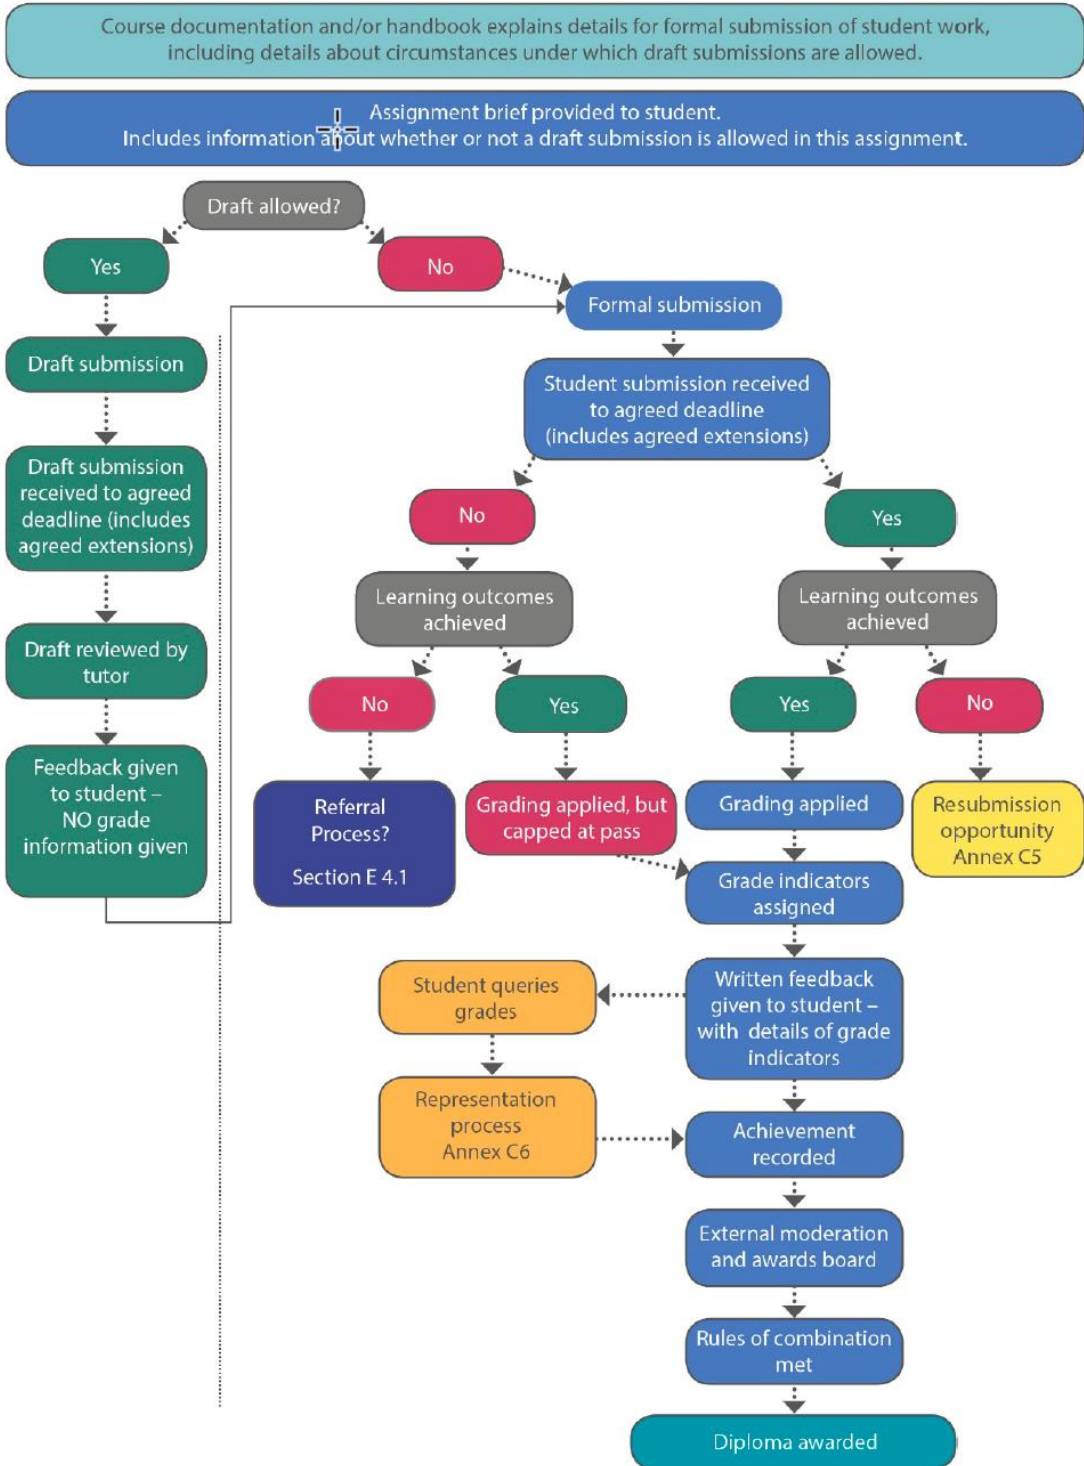 Course documentation and/or handbook explains details for formal submission of student work,
including details about circumstances under which draft submissions are allowed.
Assignment brief provided to student.
Includes information about whether or not a draft submission is allowed in this assignment.
Draft allowed?
Yes
No
Formal submission
Draft submission
Student submission received
to agreed deadline
(includes agreed extensions)
Draft submission
received to agreed
deadline (includes
agreed extensions)
No
Yes
Learning outcomes
achieved
Learning outcomes
achieved
Draft reviewed by
tutor
No
Yes
Yes
No
Feedback given
to student –
NO grade
information given
Referral
Process?
Section E 4.1
Grading applied, but
capped at pass
Grading applied
Resubmission
opportunity
Annex C5
Grade indicators
assigned
Student queries
grades
Written feedback
given to student –
with details of grade
indicators
Representation
process
Annex C6
Achievement
recorded
External moderation
and awards board
Rules of combination
met
Diploma awarded